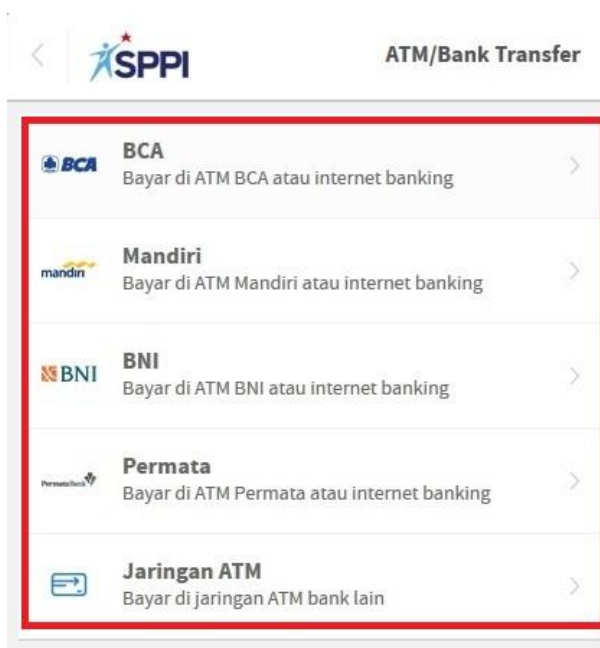 SPPI
ATM/Bank Transfer
BCA
BCA
Bayar di ATM BCA atau internet banking
mandiri
Mandiri
Bayar di ATM Mandiri atau internet banking
BNI
BNI
Bayar di ATM BNI atau internet banking
PermataBank
Permata
Bayar di ATM Permata atau internet banking
Jaringan ATM
Bayar di jaringan ATM bank lain